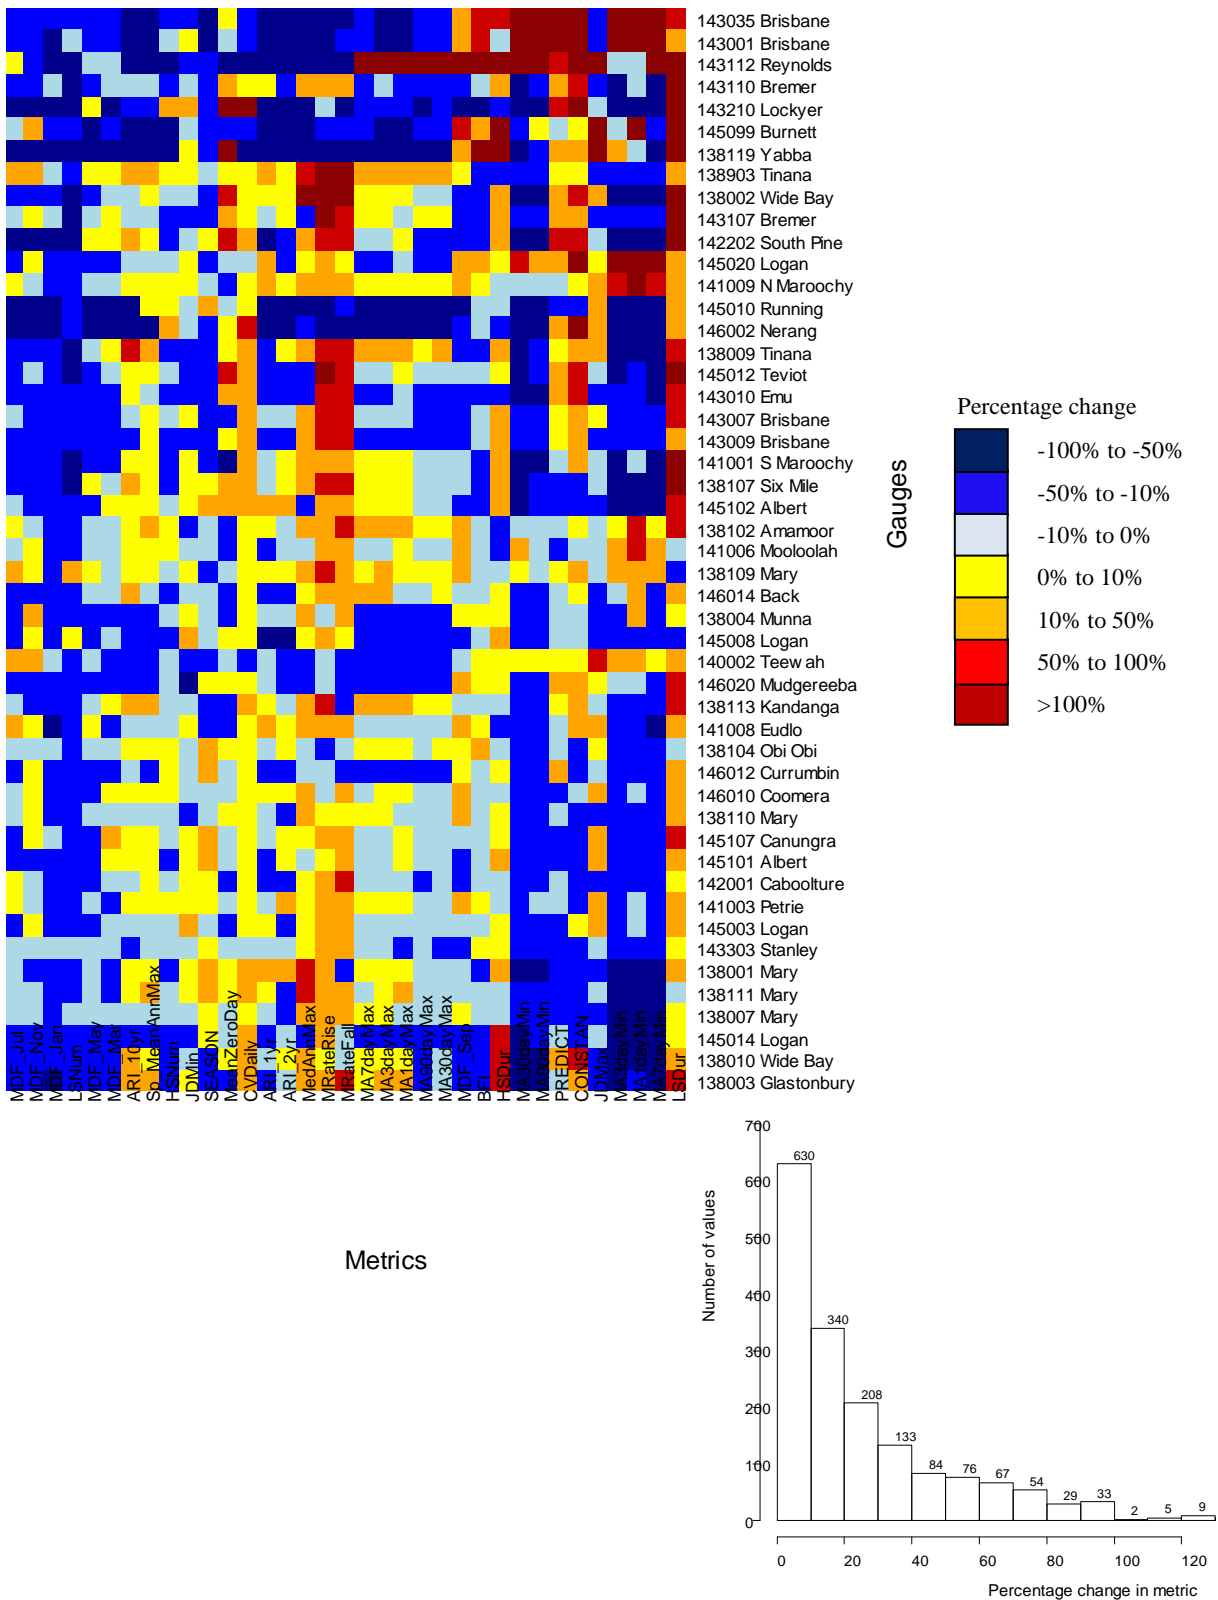 143035 Brisbane
143001 Brisbane
143112 Reynolds
143110 Bremer
143210 Lockyer
145099 Burnett
138119 Yabba
138903 Tinana
138002 Wide Bay
143107 Bremer
142202 South Pine
145020 Logan
141009 N Maroochy
145010 Running
146002 Nerang
138009 Tinana
145012 Teviot
143010 Emu
143007 Brisbane
143009 Brisbane
141001 S Maroochy
138107 Six Mile
145102 Albert
138102 Amamoor
141006 Mooloolah
138109 Mary
146014 Back
138004 Munna
145008 Logan
140002 Teewah
146020 Mudgereeba
138113 Kandanga
141008 Eudlo
138104 Obi Obi
146012 Currumbin
146010 Coomera
138110 Mary
145107 Canungra
145101 Albert
142001 Caboolture
141003 Petrie
145003 Logan
143303 Stanley
138001 Mary
138111 Mary
138007 Mary
145014 Logan
138010 Wide Bay
138003 Glastonbury
Gauges
Percentage change
-100% to -50%
-50% to -10%
-10% to 0%
0% to 10%
10% to 50%
50% to 100%
>100%
MDF_Jul
MDF_Nov
MDF_Jan
LSNum
MDF_May
MDF_Mar
ARI_10yr
Sp_MeanAnnMax
HSNum
JDMin
SEASON
MeanZeroDay
CVDaily
ARI_1yr
ARI_2yr
MedAnnMax
MRateRise
MRateFall
MA7dayMax
MA3dayMax
MA1dayMax
MA90dayMax
MA30dayMax
MDF_Sep
BFI
HSDur
MA30dayMin
MA90dayMin
PREDICT
CONSTAN
JDMax
MA3dayMin
MA1dayMin
MA7dayMin
LSDur
Metrics
Number of values
700
600
500
400
300
200
100
0
630
340
208
133
84
76
67
54
29
33
2
5
9
0
20
40
60
80
100
120
Percentage change in metric